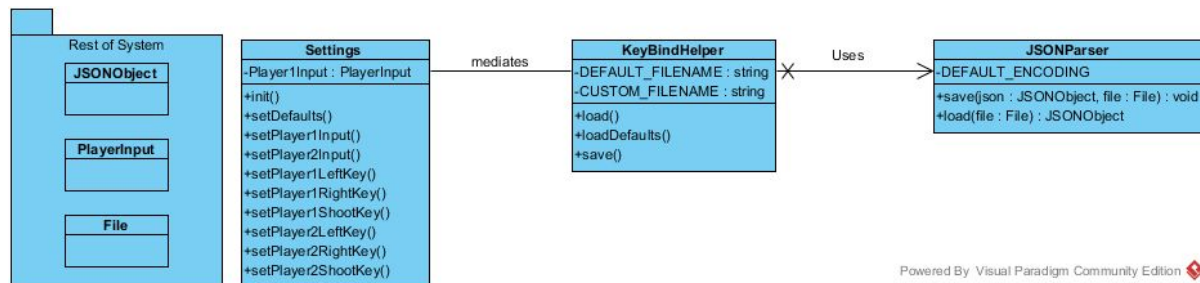 Rest of System
JSONObject
PlayerInput
File
Settings
-Player1Input : PlayerInput
+init()
+setDefaults()
+setPlayer1Input()
+setPlayer2Input()
+setPlayer1LeftKey()
+setPlayer1RightKey()
+setPlayer1ShootKey()
+setPlayer2LeftKey()
+setPlayer2RightKey()
+setPlayer2ShootKey()
mediates
KeyBindHelper
-DEFAULT_FILENAME : string
-CUSTOM_FILENAME : string
+load()
+loadDefaults()
+save()
Uses
JSONParser
-DEFAULT_ENCODING
+save(json : JSONObject, file : File) : void
+load(file : File) : JSONObject
Powered By Visual Paradigm Community Edition